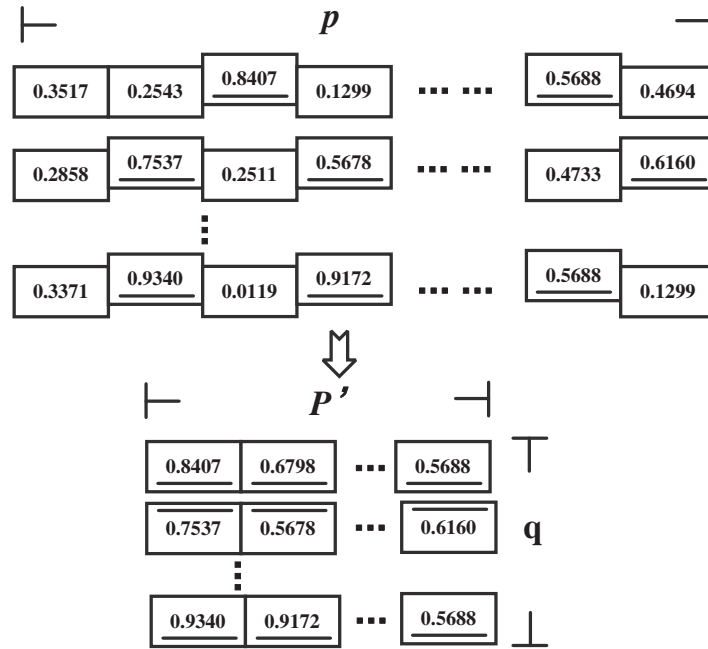 p
0.3517 0.2543 0.8407 0.1299 ...... 0.5688 0.4694
0.2858 0.7537 0.2511 0.5678 ...... 0.4733 0.6160
0.3371 0.9340 0.0119 0.9172 ...... 0.5688 0.1299
P’
0.8407 0.6798 ... 0.5688
0.7537 0.5678 ... 0.6160
q
0.9340 0.9172 ... 0.5688